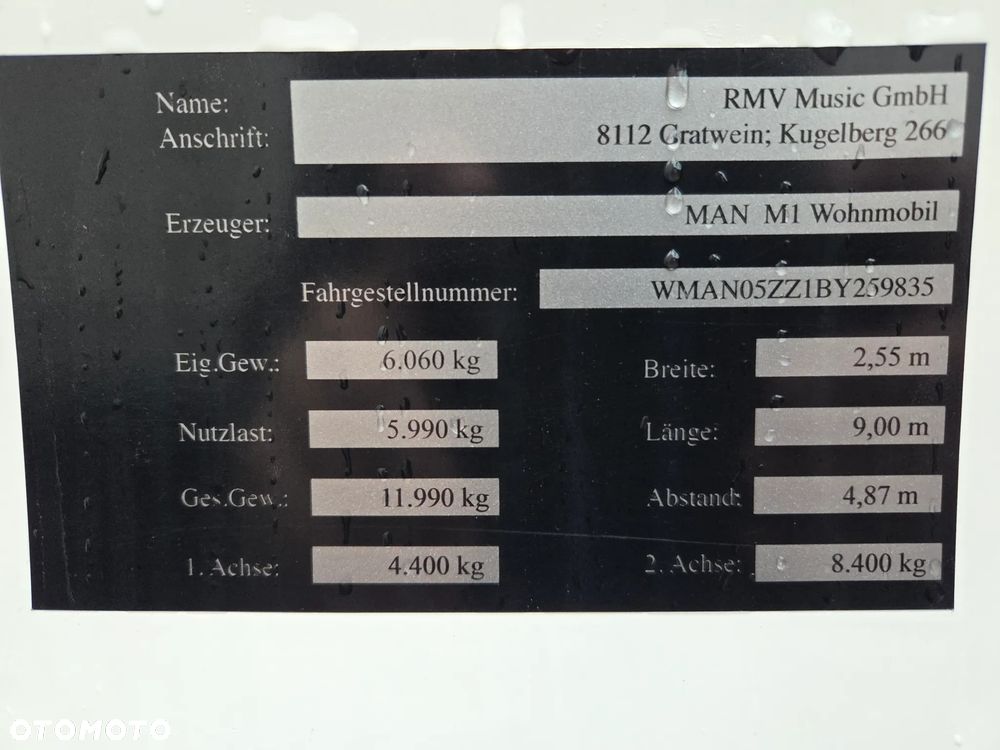 Name: RMV Music GmbH
Anschrift: 8112 Gratwein; Kugelberg 266
Erzeuger: MAN M1 Wohnmobil
Fahrgestellnummer: WMAN05ZZ1BY259835
Eig.Gew.: 6.060 kg Breite: 2,55 m
Nutzlast: 5.990 kg Länge: 9,00 m
Ges.Gew.: 11.990 kg Abstand: 4,87 m
1. Achse: 4.400 kg 2. Achse: 8.400 kg
OTOMOTO